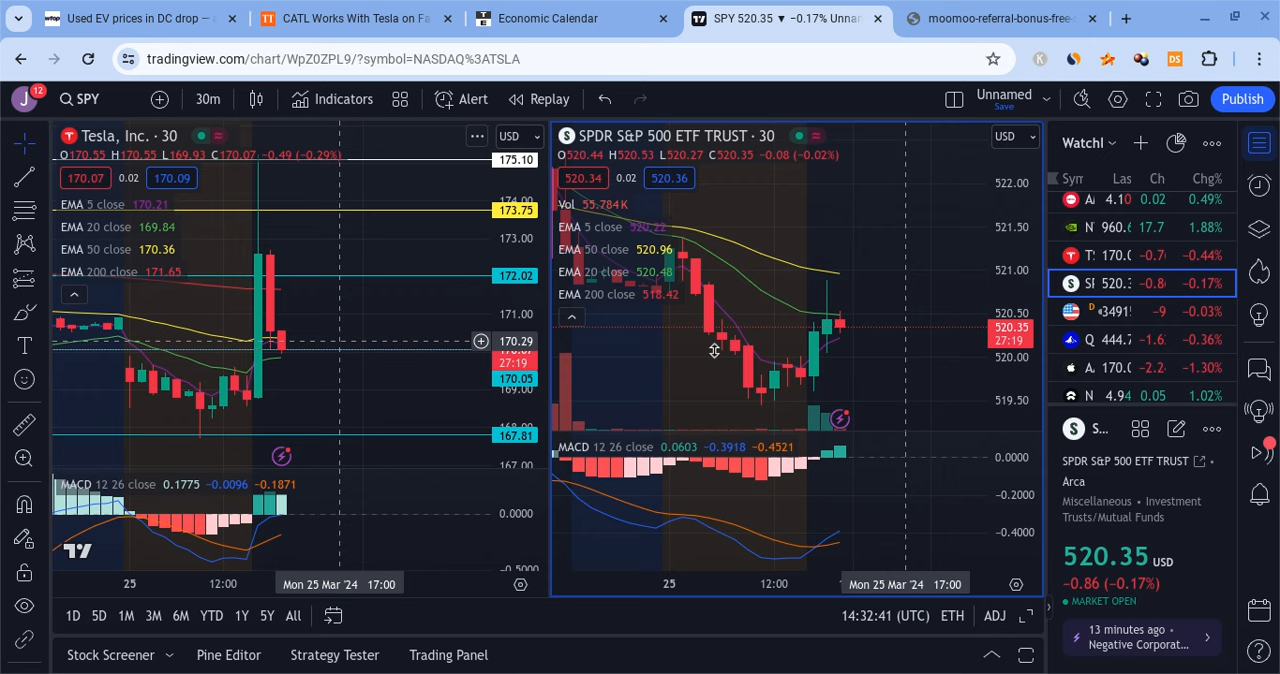 Used EV prices in DC drop —
CATL Works With Tesla on Fa
Economic Calendar
SPY 520.35 ▼ −0.17% Unnar
moomoo-referral-bonus-free-
tradingview.com/chart/WpZ0ZPL9/?symbol=NASDAQ%3ATSLA
J 12 SPY 30m Indicators Alert Replay Unnamed Save Publish
Tesla, Inc. · 30 USD
O170.55 H170.55 L169.93 C170.07 −0.49 (−0.29%)
170.07 0.02 170.09
EMA 5 close 170.21
EMA 20 close 169.84
EMA 50 close 170.36
EMA 200 close 171.65
175.10
174.00
173.75
173.00
172.02
171.00
170.29
27:19
170.05
169.00
167.81
167.00
MACD 12 26 close 0.1775 −0.0096 −0.1871
0.0000
−0.5000
25 12:00 Mon 25 Mar '24 17:00
SPDR S&P 500 ETF TRUST · 30 USD
O520.44 H520.53 L520.27 C520.35 −0.08 (−0.02%)
520.34 0.02 520.36
Vol 55.784K
EMA 5 close 520.22
EMA 50 close 520.96
EMA 20 close 520.48
EMA 200 close 518.42
522.00
521.50
521.00
520.50
520.35
27:19
520.00
519.50
MACD 12 26 close 0.0603 −0.3918 −0.4521
0.0000
−0.2000
−0.4000
25 12:00 Mon 25 Mar '24 17:00
1D 5D 1M 3M 6M YTD 1Y 5Y All 14:32:41 (UTC) ETH ADJ
Stock Screener Pine Editor Strategy Tester Trading Panel
Watchl
Syn Las Ch Chg%
4.10 0.02 0.49%
N 960.6 17.7 1.88%
T 170.0 −0.7 −0.44%
SI 520.3 −0.8 −0.17%
D 34915 −9 −0.03%
Q 444.7 −1.6 −0.36%
A 170.0 −2.2 −1.30%
N 4.94 0.05 1.02%
S S...
SPDR S&P 500 ETF TRUST •
Arca
Miscellaneous • Investment
Trusts/Mutual Funds
520.35 USD
−0.86 (−0.17%)
MARKET OPEN
13 minutes ago •
Negative Corporat...